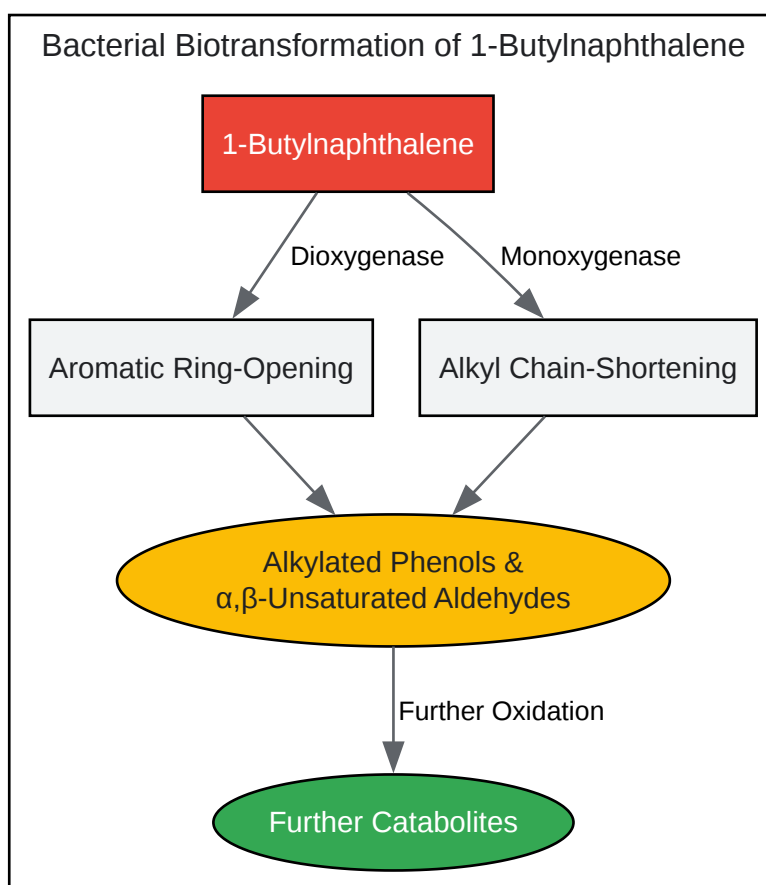 Bacterial Biotransformation of 1-Butylnaphthalene
1-Butylnaphthalene
Dioxygenase
Monoxygenase
Aromatic Ring-Opening
Alkyl Chain-Shortening
Alkylated Phenols &
α,β-Unsaturated Aldehydes
Further Oxidation
Further Catabolites